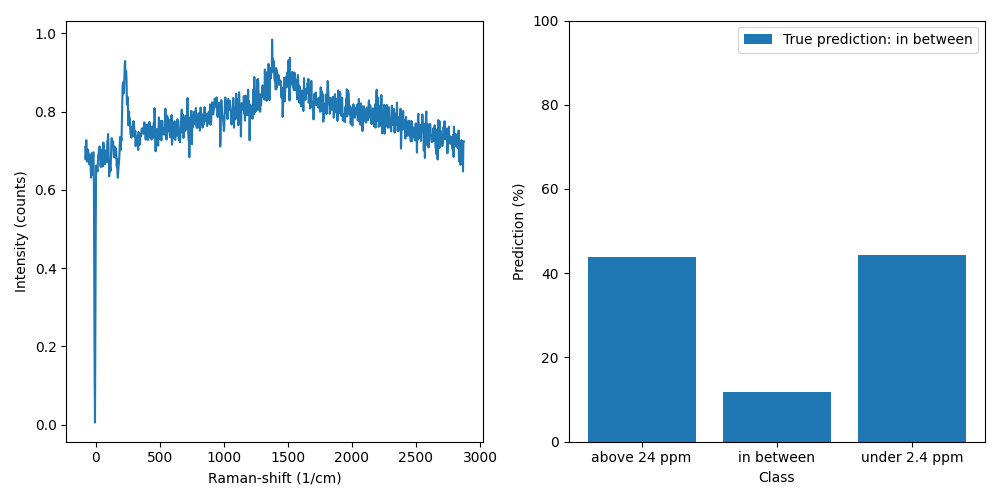 1.0
0.8
0.6
0.4
0.2
0.0
Intensity (counts)
0
500
1000
1500
2000
2500
3000
Raman-shift (1/cm)
100
80
60
40
20
0
Prediction (%)
True prediction: in between
above 24 ppm
in between
under 2.4 ppm
Class